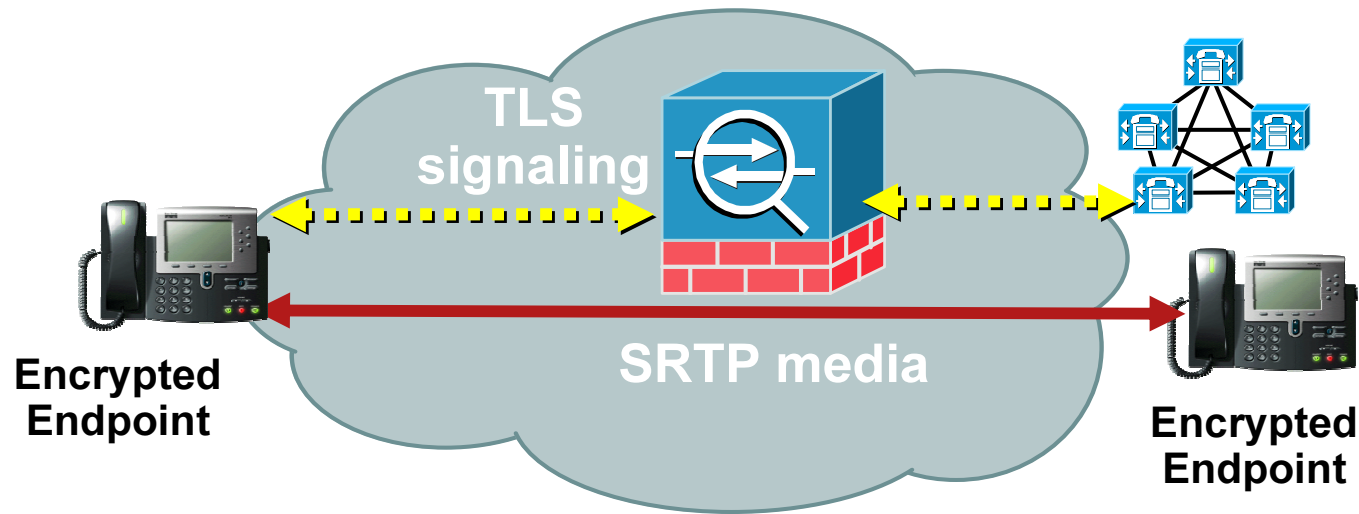 TLS
signaling
SRTP media
Encrypted
Endpoint
Encrypted
Endpoint